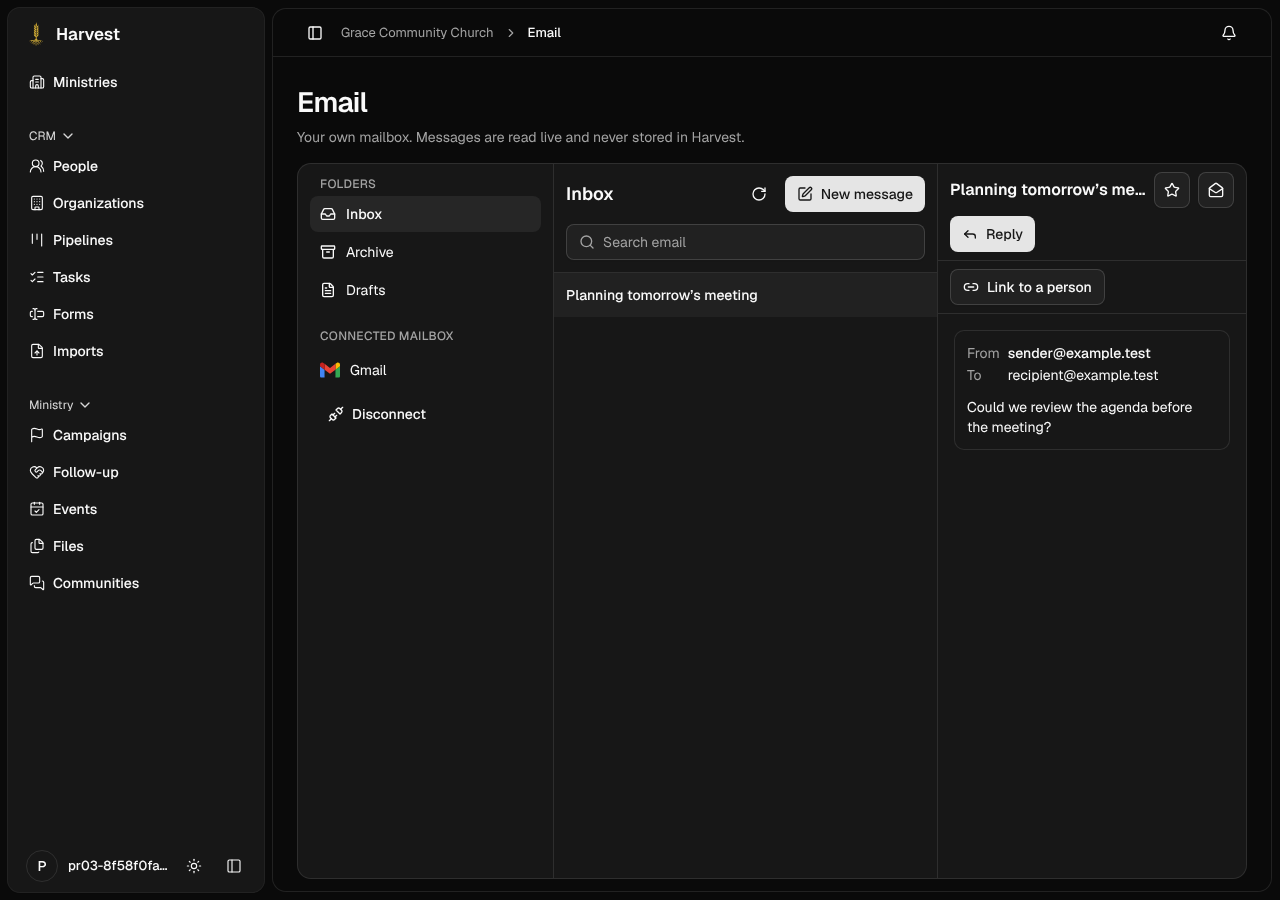 Harvest
Ministries
CRM
People
Organizations
Pipelines
Tasks
Forms
Imports
Ministry
Campaigns
Follow-up
Events
Files
Communities
P pr03-8f58f0fa…
Grace Community Church > Email
Email
Your own mailbox. Messages are read live and never stored in Harvest.
FOLDERS
Inbox
Archive
Drafts
CONNECTED MAILBOX
Gmail
Disconnect
Inbox
New message
Search email
Planning tomorrow’s meeting
Planning tomorrow’s me…
Reply
Link to a person
From sender@example.test
To recipient@example.test
Could we review the agenda before
the meeting?